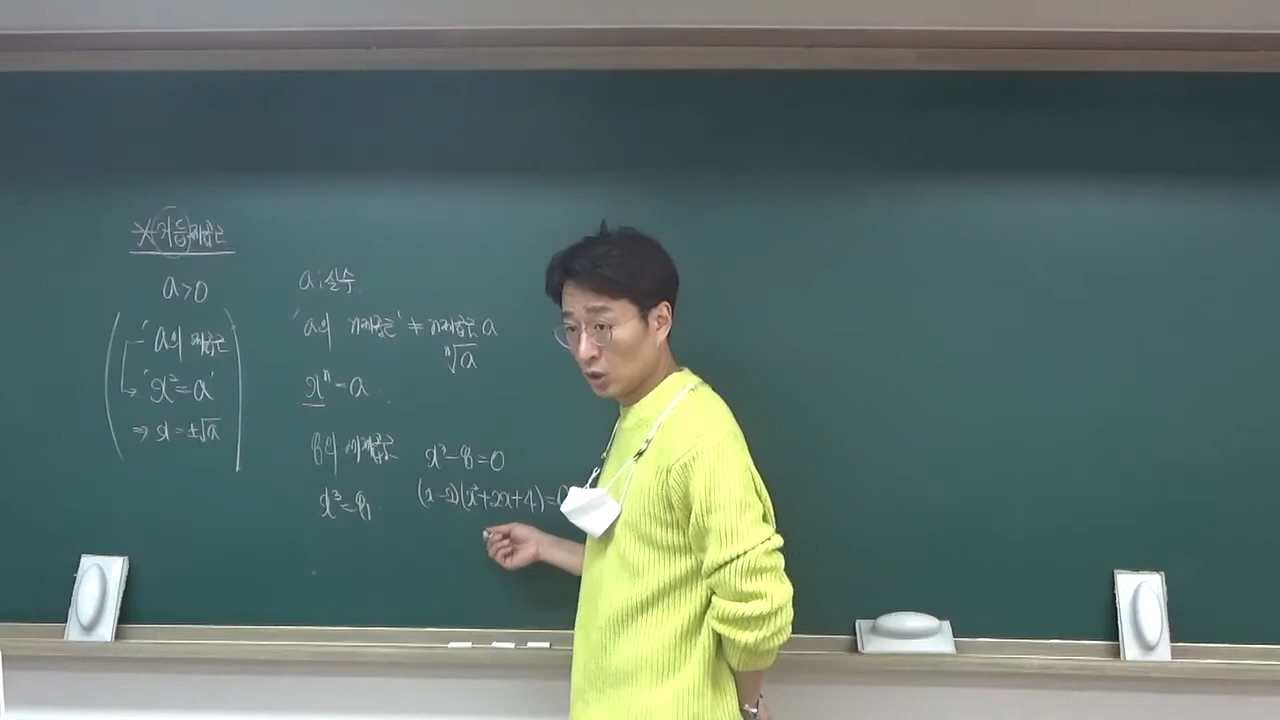 ※ 거듭제곱근
a>0
'a의 제곱근'
'x²=a'
⇒ x=±√a
a:실수
'a의 n제곱근' ≠ n제곱근 a
ⁿ√a
xⁿ=a
8의 세제곱근
x³=8
x³-8=0
(x-2)(x²+2x+4)=0